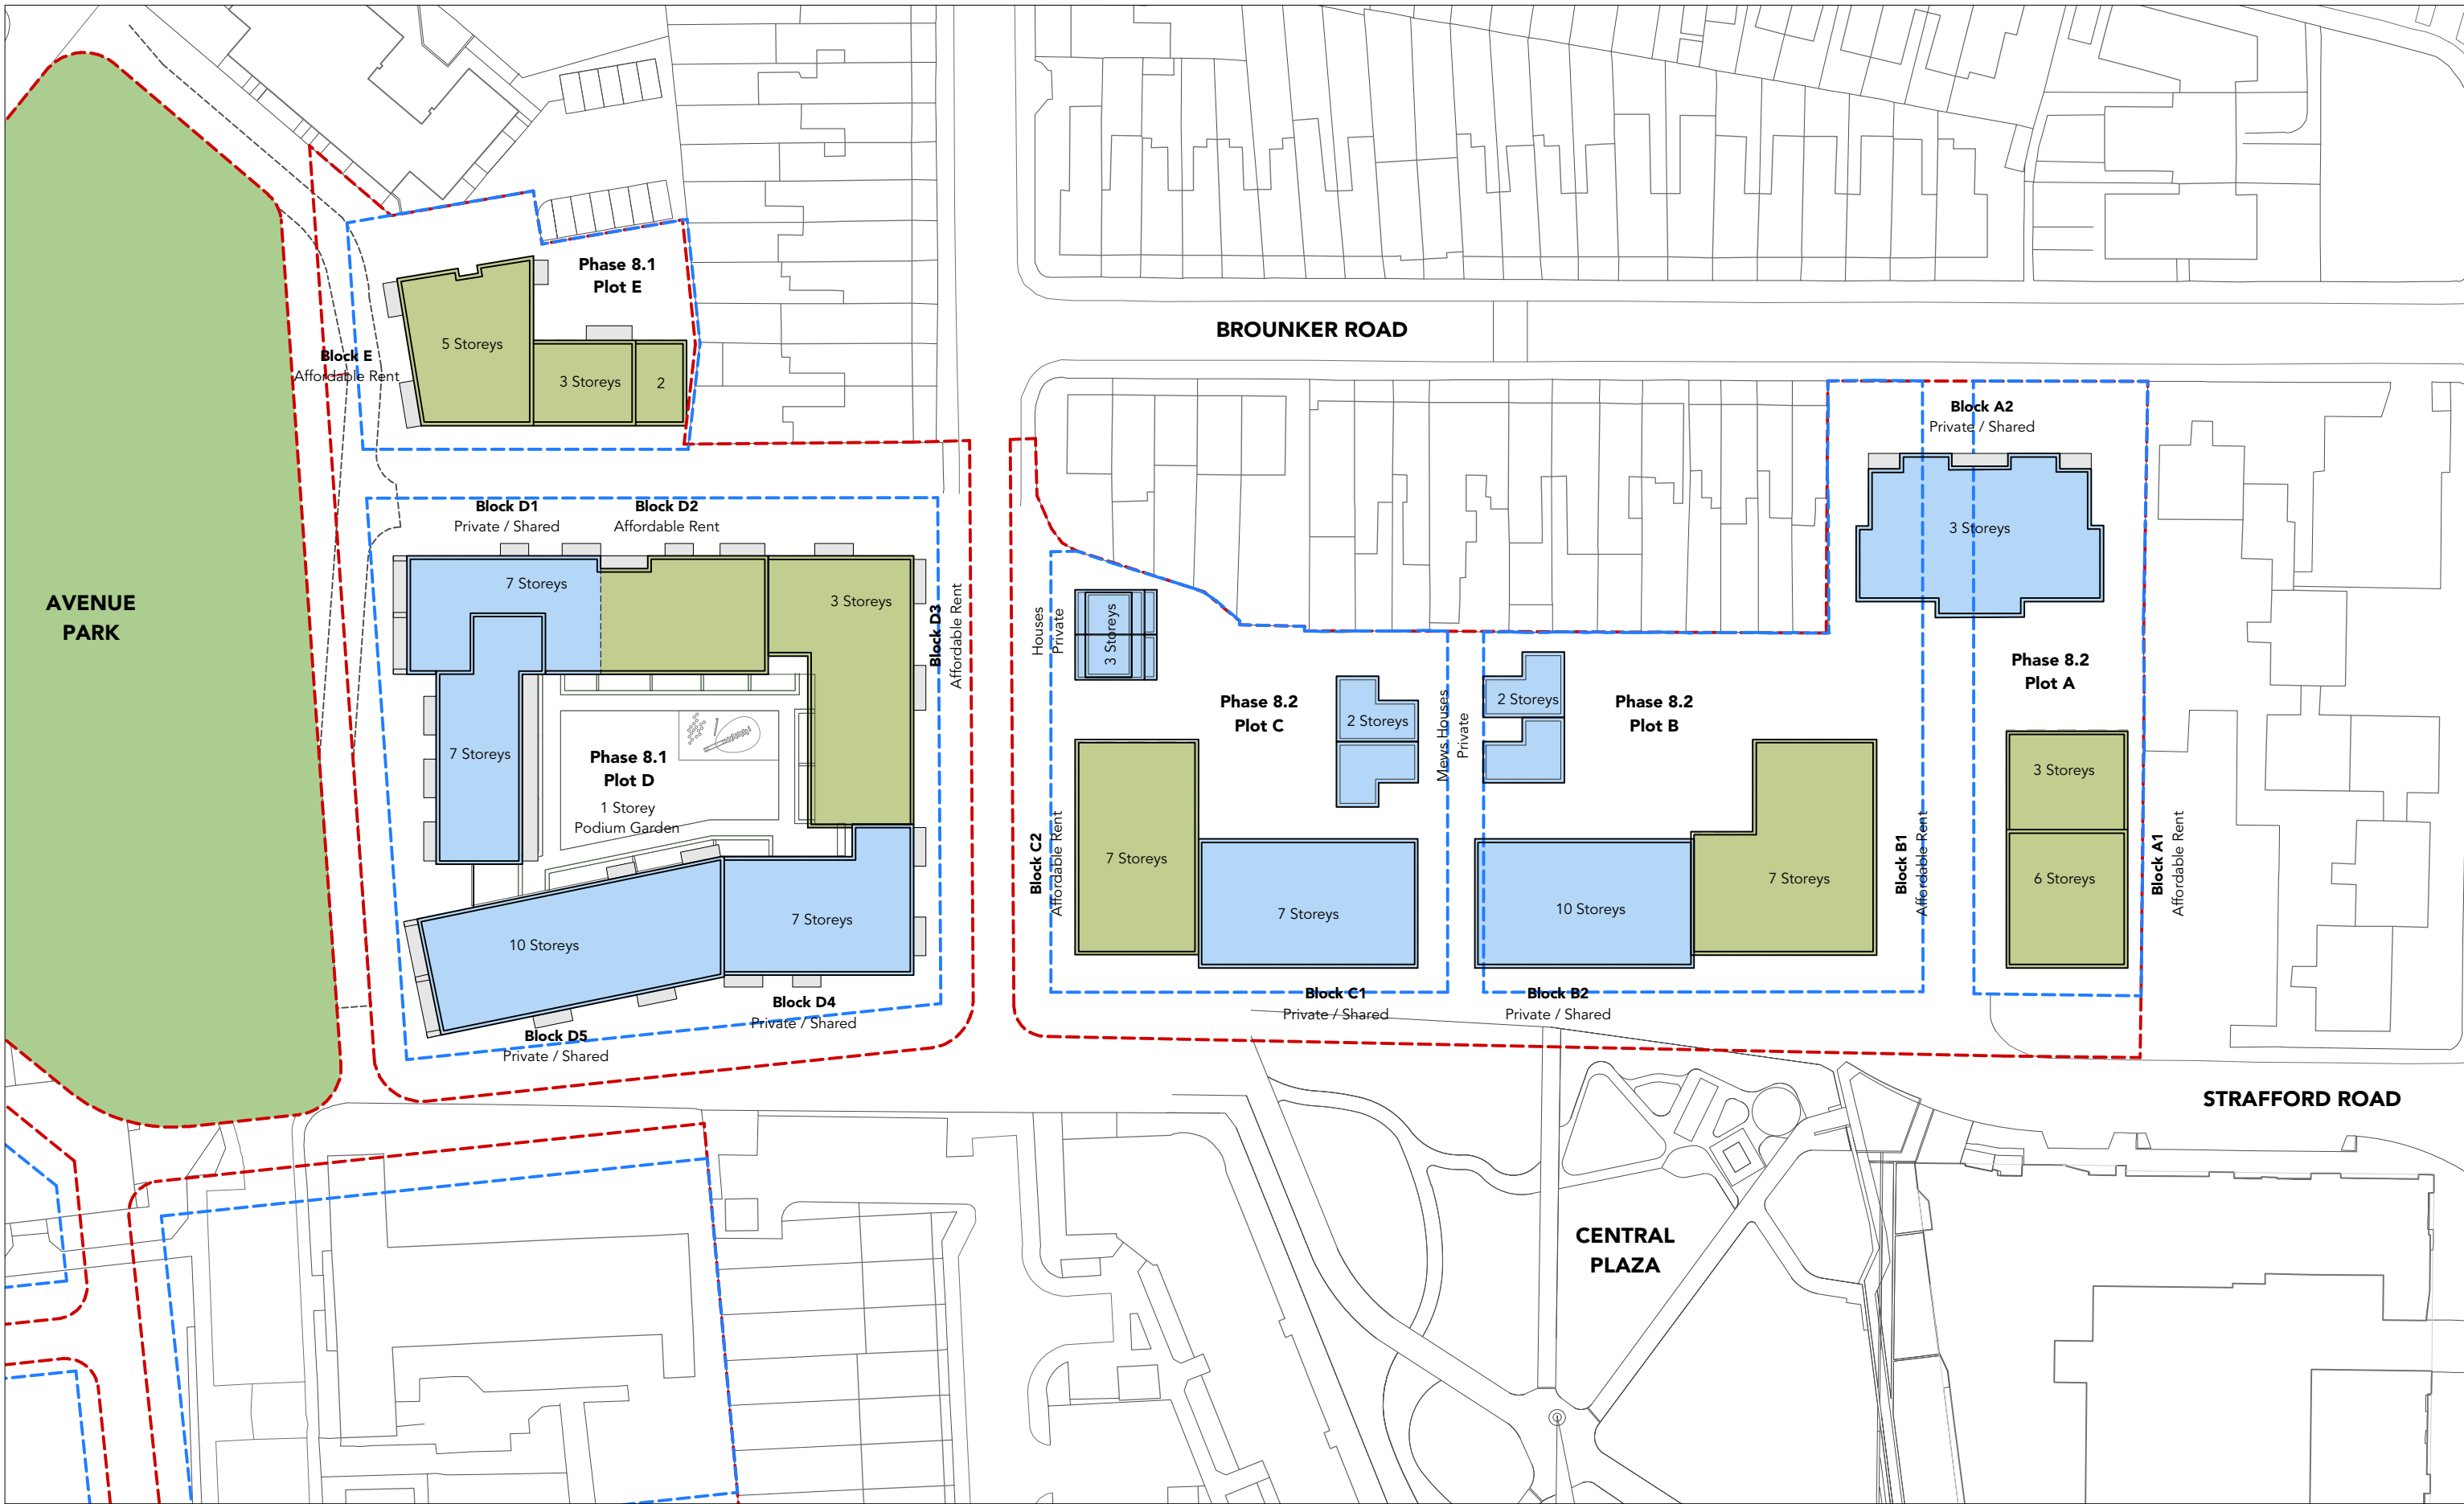 Phase 8.1
Plot E
5 Storeys
3 Storeys
2
Block E
Affordable Rent
BROUNKER ROAD
Block A2
Private / Shared
3 Storeys
Block D1
Private / Shared
Block D2
Affordable Rent
7 Storeys
3 Storeys
Block D3
Affordable Rent
AVENUE
PARK
7 Storeys
Phase 8.1
Plot D
1 Storey
Podium Garden
10 Storeys
7 Storeys
Block D4
Private / Shared
Block D5
Private / Shared
Houses
Private
3 Storeys
Phase 8.2
Plot C
2 Storeys
Mews Houses
Private
2 Storeys
Phase 8.2
Plot B
Phase 8.2
Plot A
Block C2
Affordable Rent
7 Storeys
7 Storeys
10 Storeys
7 Storeys
Block B1
Affordable Rent
3 Storeys
6 Storeys
Block A1
Affordable Rent
Block C1
Private / Shared
Block B2
Private / Shared
STRAFFORD ROAD
CENTRAL
PLAZA